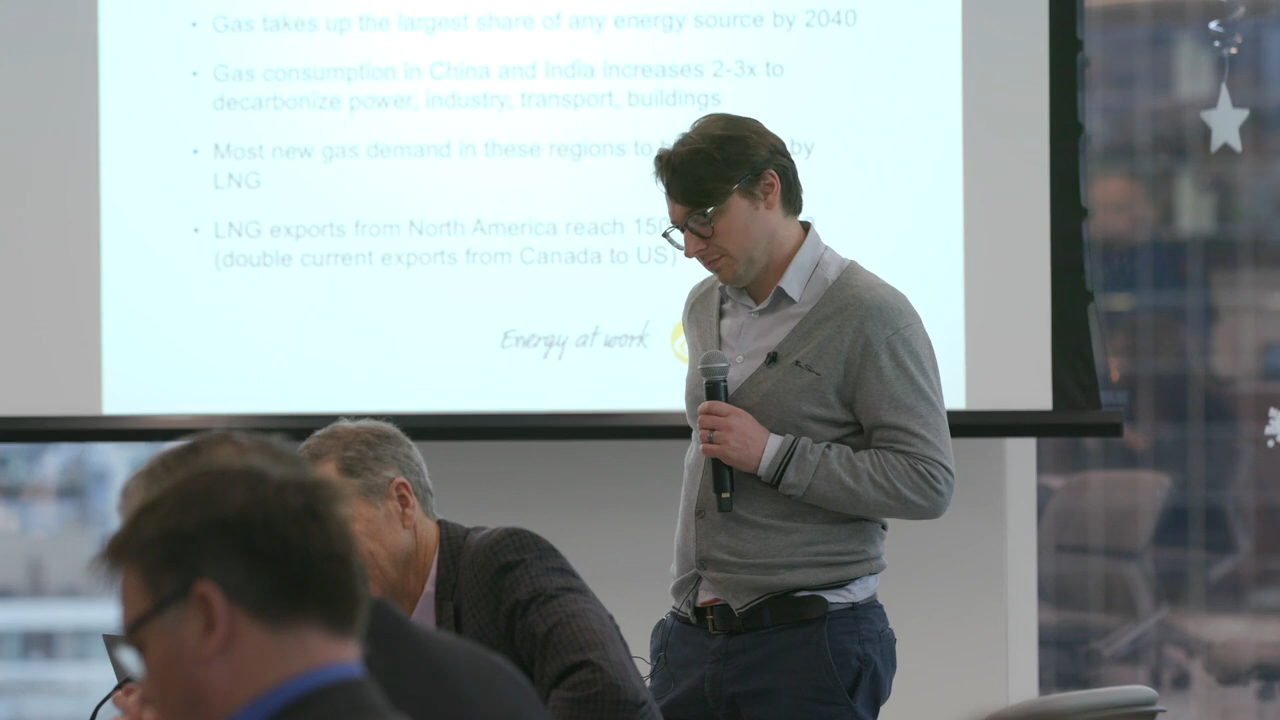 • Gas takes up the largest share of any energy source by 2040
• Gas consumption in China and India increases 2-3x to
decarbonize power, industry, transport, buildings
• Most new gas demand in these regions to by
LNG
• LNG exports from North America reach
(double current exports from Canada to US)
Energy at work